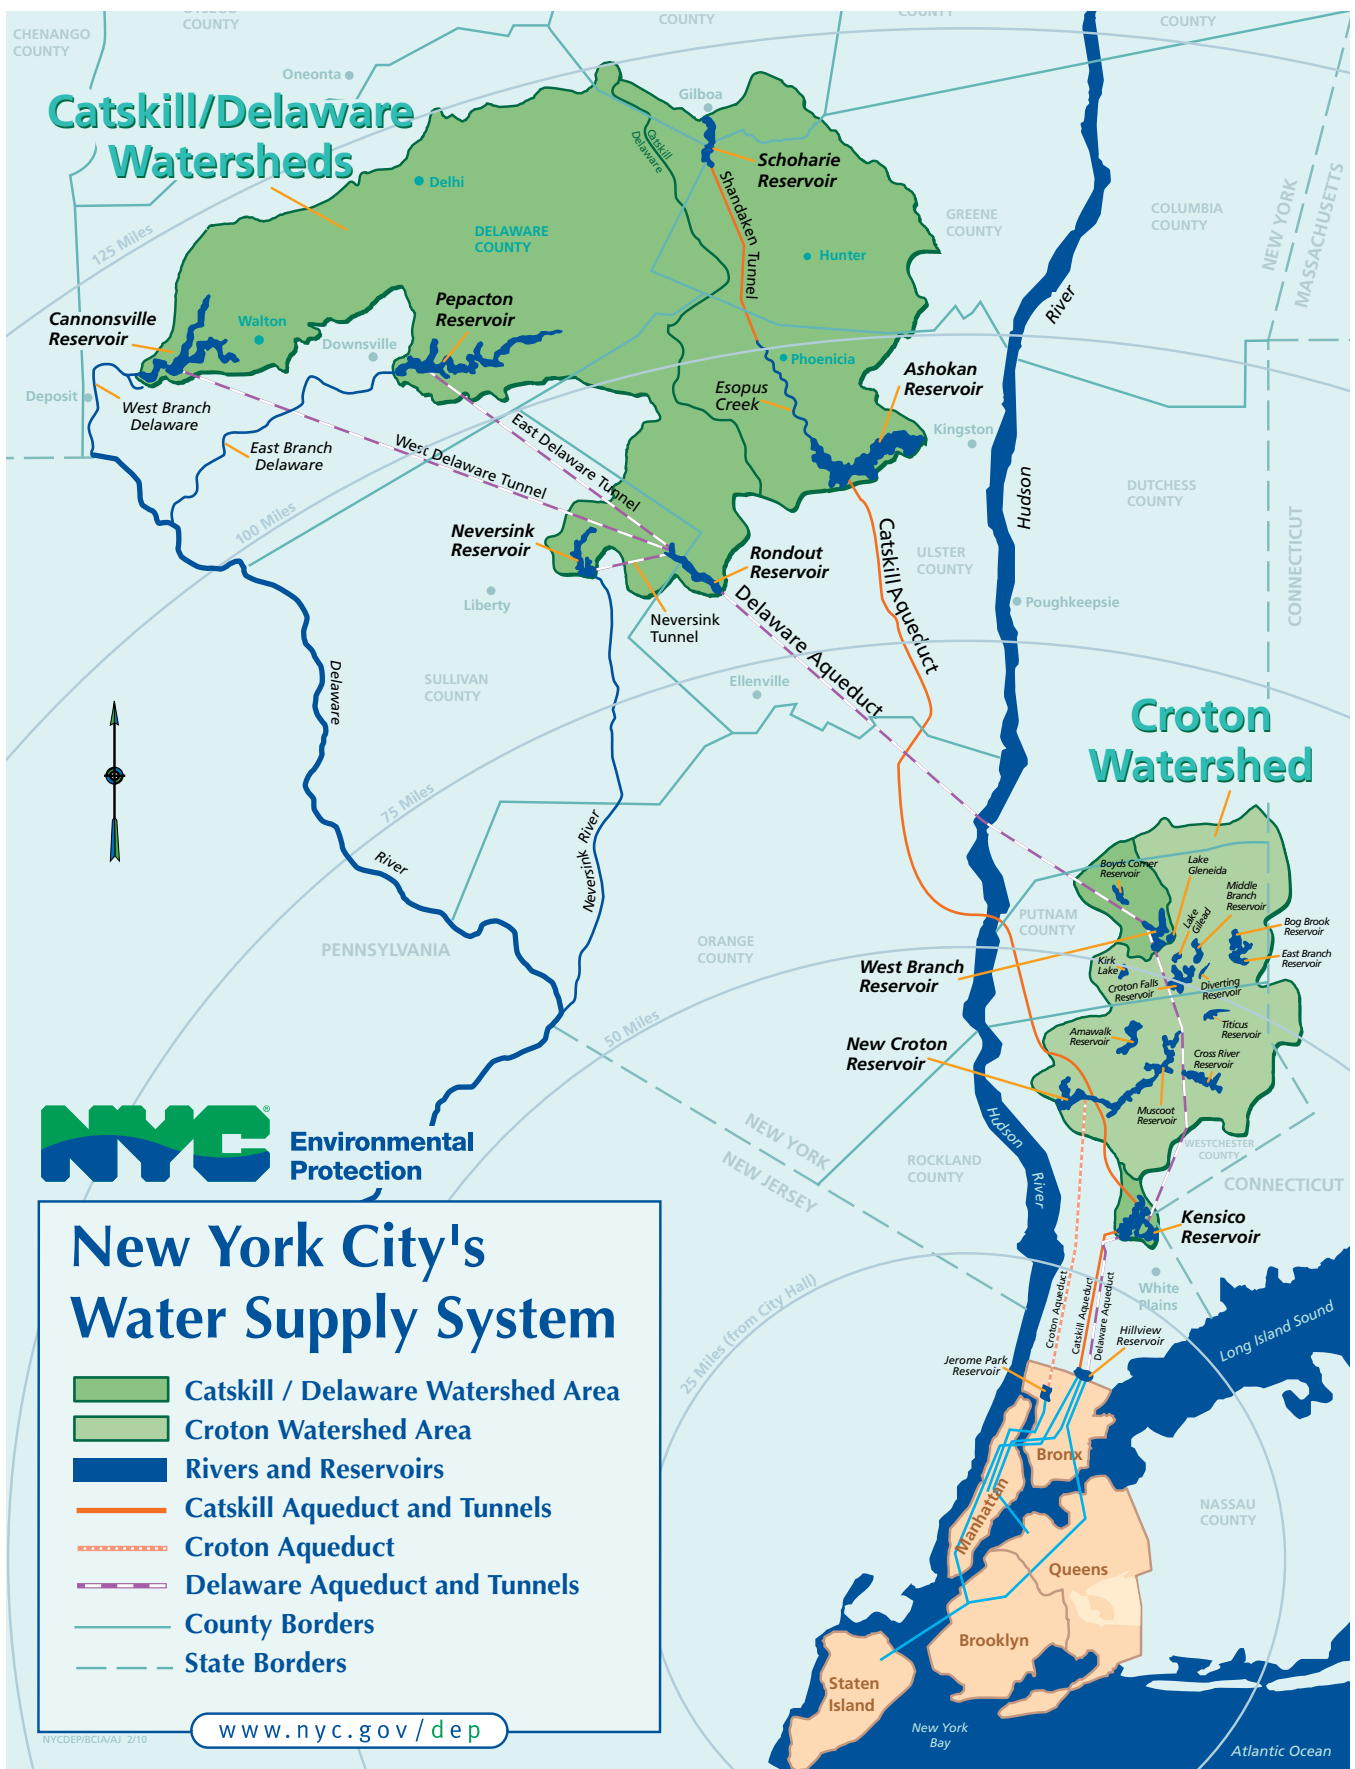 CHENANGO
COUNTY
COUNTY
COUNTY
COUNTY
COUNTY
Oneonta
Catskill/Delaware
Watersheds
Gilboa
Catskill
Delaware
Schoharie
Reservoir
Shandaken Tunnel
Delhi
DELAWARE
COUNTY
Hunter
GREENE
COUNTY
COLUMBIA
COUNTY
NEW YORK
MASSACHUSETTS
125 Miles
River
Cannonsville
Reservoir
Walton
Pepacton
Reservoir
Downsville
Phoenicia
Esopus
Creek
Ashokan
Reservoir
Deposit
West Branch
Delaware
East Branch
Delaware
West Delaware Tunnel
East Delaware Tunnel
Kingston
Hudson
DUTCHESS
COUNTY
CONNECTICUT
100 Miles
Neversink
Reservoir
Rondout
Reservoir
Catskill Aqueduct
ULSTER
COUNTY
Liberty
Neversink
Tunnel
Delaware Aqueduct
Poughkeepsie
SULLIVAN
COUNTY
Ellenville
Delaware
Croton
Watershed
75 Miles
River
Neversink River
Boyds Corner
Reservoir
Lake
Gleneida
Middle
Branch
Reservoir
Lake
Gilead
Bog Brook
Reservoir
East Branch
Reservoir
PUTNAM
COUNTY
PENNSYLVANIA
ORANGE
COUNTY
West Branch
Reservoir
Kirk
Lake
Croton Falls
Reservoir
Diverting
Reservoir
Titicus
Reservoir
50 Miles
New Croton
Reservoir
Amawalk
Reservoir
Cross River
Reservoir
Muscoot
Reservoir
Hudson
River
NEW YORK
NEW JERSEY
ROCKLAND
COUNTY
WESTCHESTER
COUNTY
CONNECTICUT
NYC®
Environmental
Protection
Kensico
Reservoir
White
Plains
Croton Aqueduct
Catskill Aqueduct
Delaware Aqueduct
25 Miles (from City Hall)
Hillview
Reservoir
Jerome Park
Reservoir
Long Island Sound
Bronx
Manhattan
NASSAU
COUNTY
Queens
Brooklyn
Staten
Island
New York
Bay
Atlantic Ocean
New York City's
Water Supply System
Catskill / Delaware Watershed Area
Croton Watershed Area
Rivers and Reservoirs
Catskill Aqueduct and Tunnels
Croton Aqueduct
Delaware Aqueduct and Tunnels
County Borders
State Borders
www.nyc.gov/dep
NYCDEP/BCIA/AJ 2/10